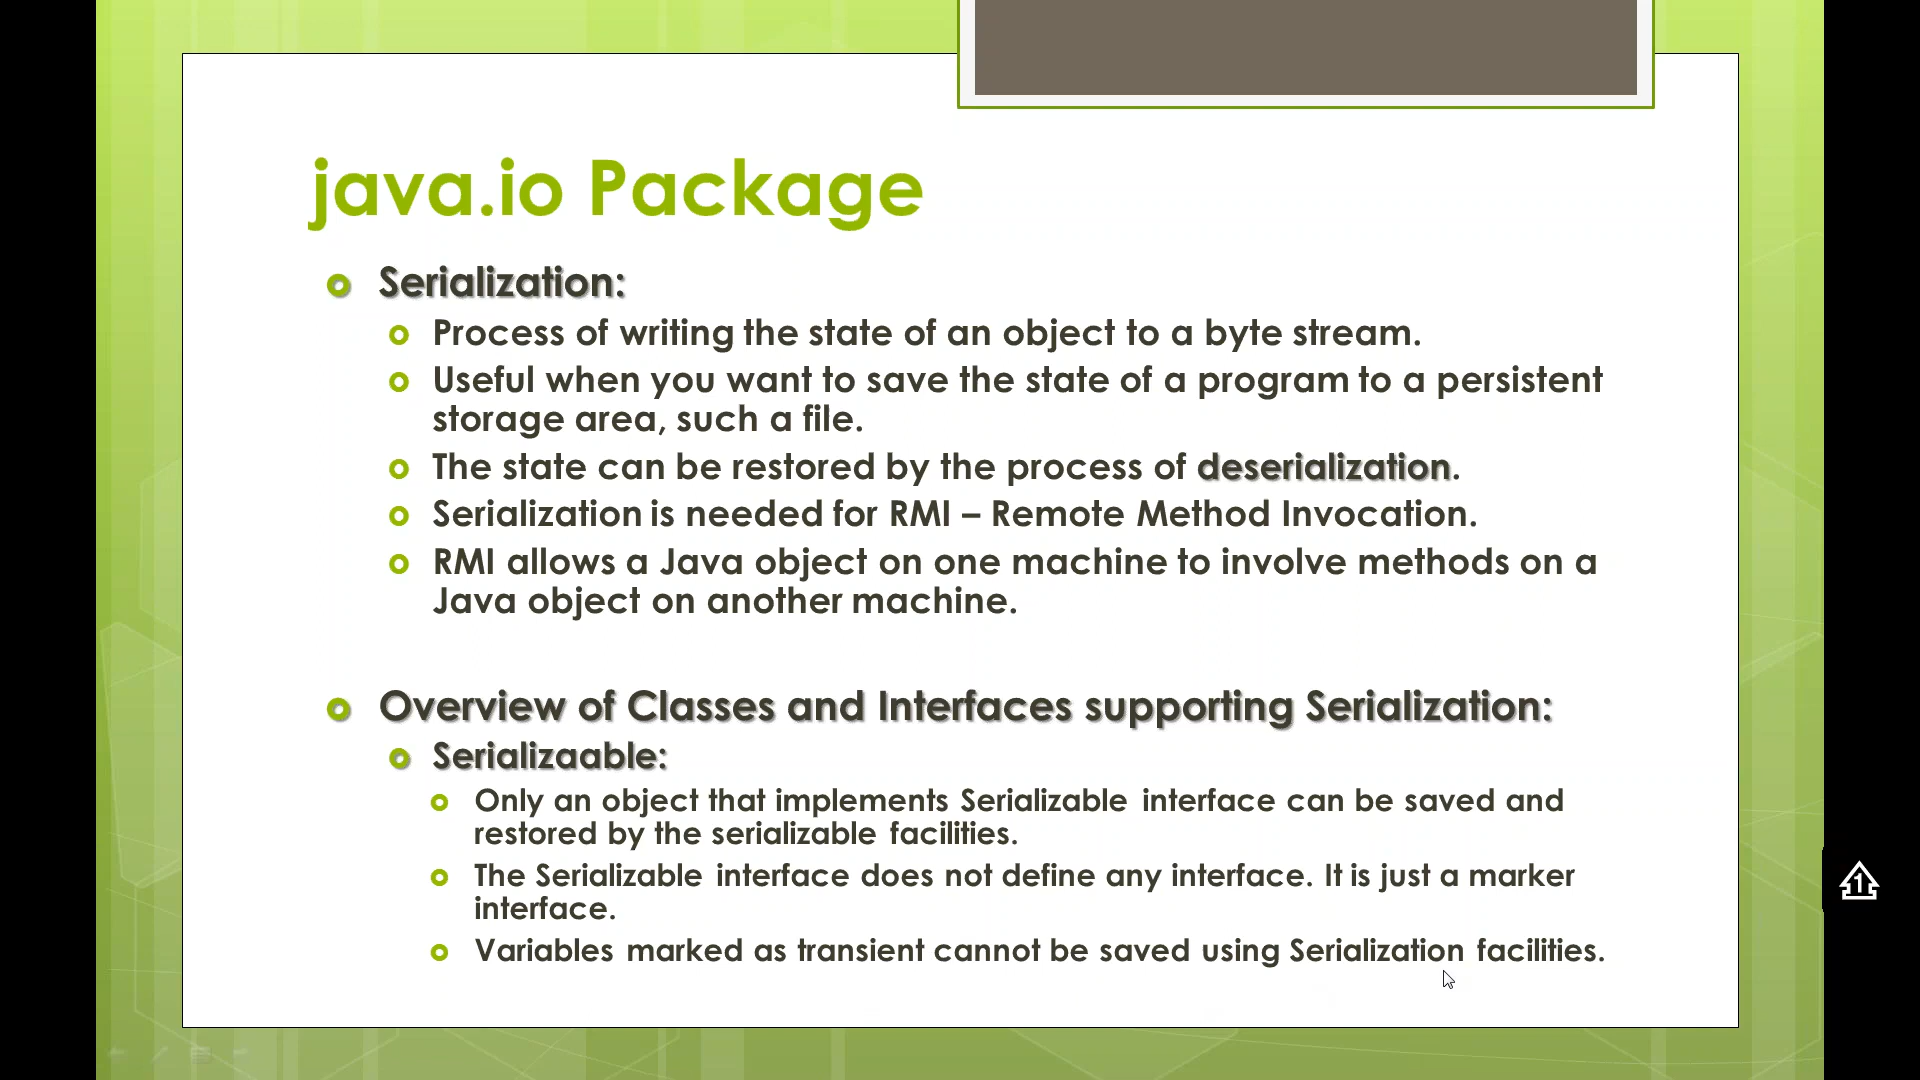 java.io Package
Serialization:
Process of writing the state of an object to a byte stream.
Useful when you want to save the state of a program to a persistent
storage area, such a file.
The state can be restored by the process of deserialization.
Serialization is needed for RMI – Remote Method Invocation.
RMI allows a Java object on one machine to involve methods on a
Java object on another machine.
Overview of Classes and Interfaces supporting Serialization:
Serializaable:
Only an object that implements Serializable interface can be saved and
restored by the serializable facilities.
The Serializable interface does not define any interface. It is just a marker
interface.
Variables marked as transient cannot be saved using Serialization facilities.
1